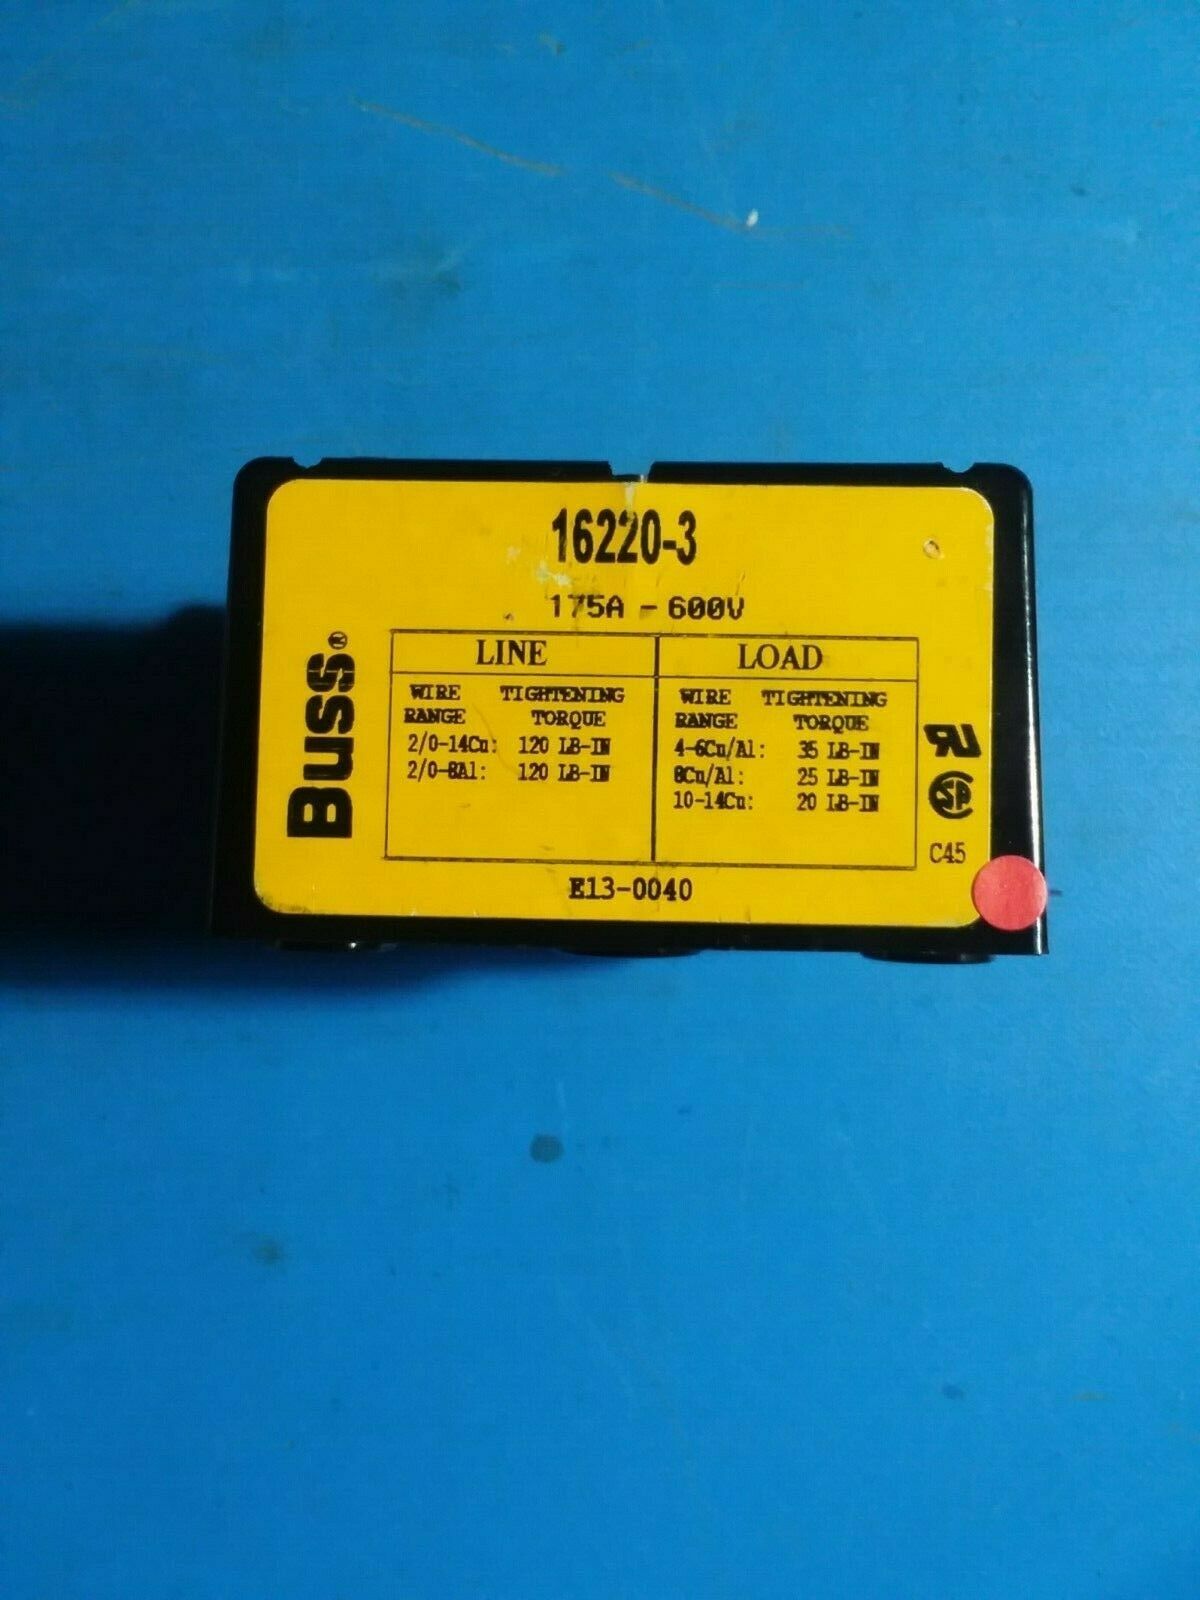 16220-3
175A - 600V
BUSS®
LINE
WIRE RANGE TIGHTENING TORQUE
2/0-14Cu: 120 LB-IN
2/0-8Al: 120 LB-IN
LOAD
WIRE RANGE TIGHTENING TORQUE
4-6Cu/Al: 35 LB-IN
8Cu/Al: 25 LB-IN
10-14Cu: 20 LB-IN
C45
E13-0040